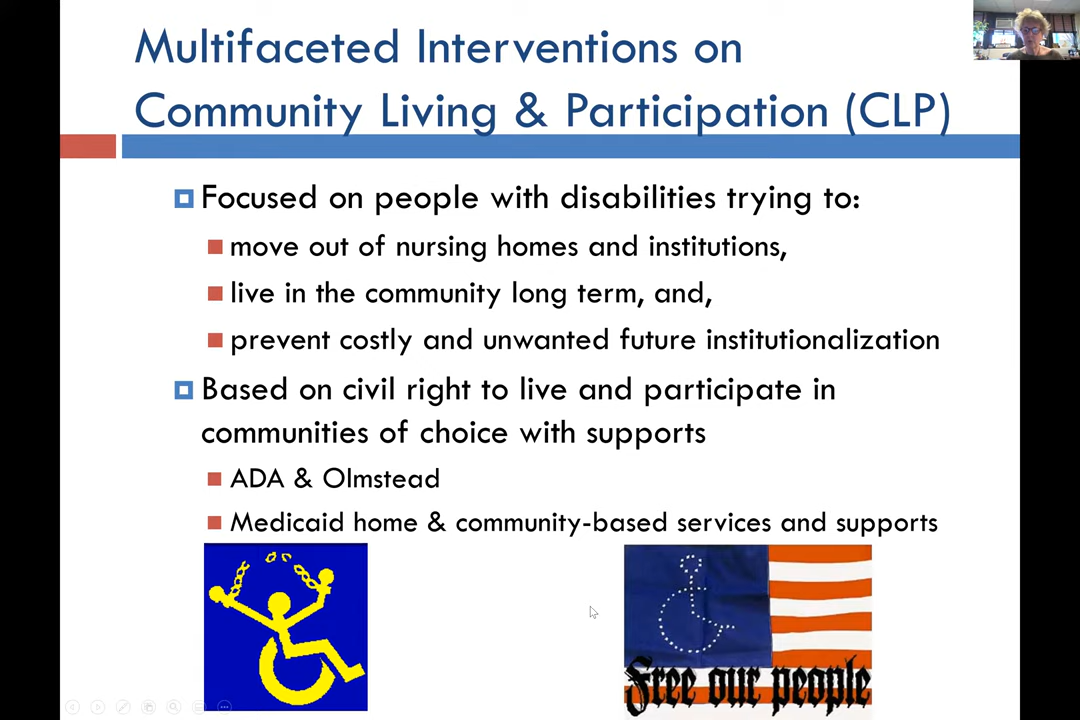 Multifaceted Interventions on
Community Living & Participation (CLP)
Focused on people with disabilities trying to:
move out of nursing homes and institutions,
live in the community long term, and,
prevent costly and unwanted future institutionalization
Based on civil right to live and participate in
communities of choice with supports
ADA & Olmstead
Medicaid home & community-based services and supports
Free our people